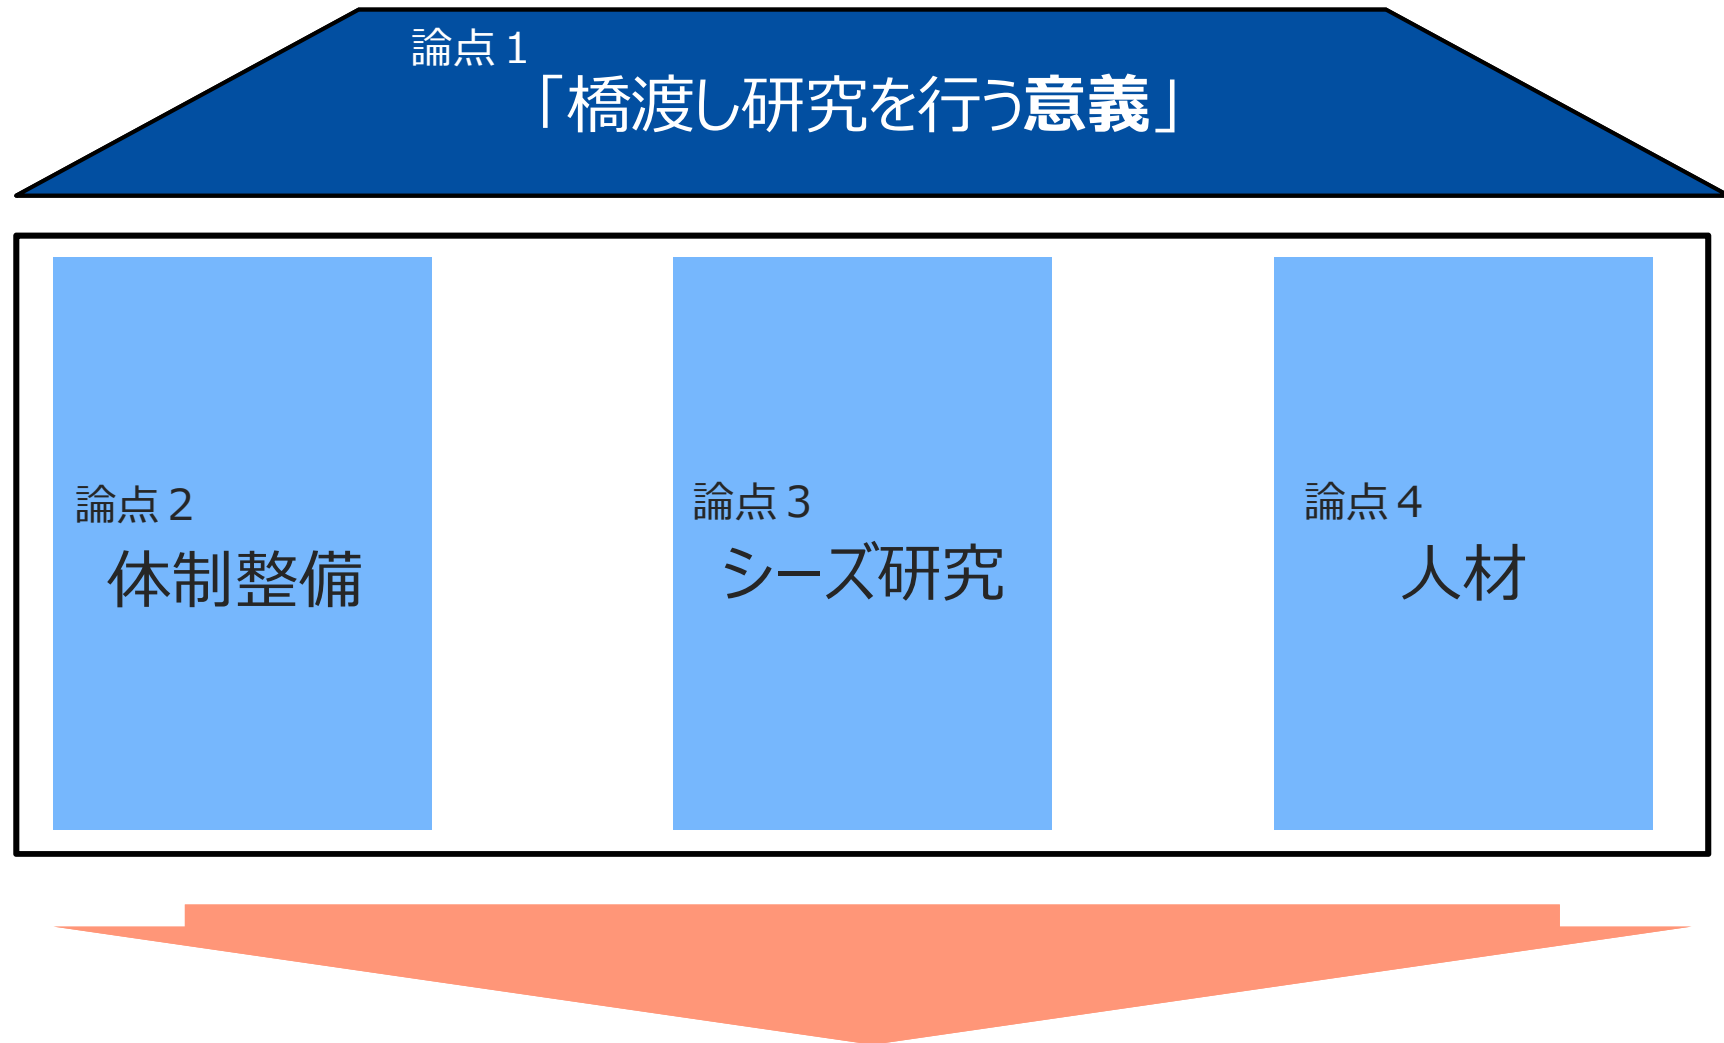 論点１
「橋渡し研究を行う意義」
論点２
体制整備
論点３
シーズ研究
論点４
人材